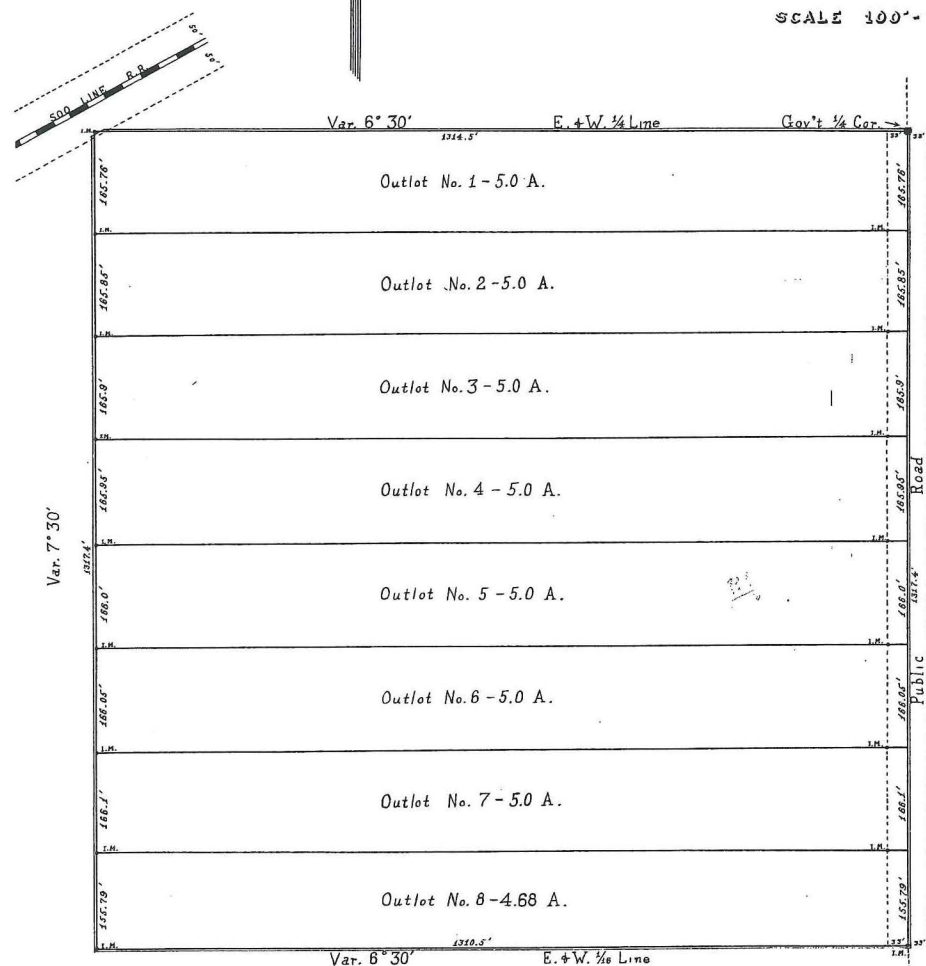 SCALE 100'-
50'
50'
SOO LINE R.R.
Var. 6° 30' E. & W. ¼ Line Gov't ¼ Cor.
I.M. 1314.5' 33' 33'
165.76' Outlot No. 1 - 5.0 A. 165.76'
I.M. I.M.
165.85' Outlot No. 2 - 5.0 A. 165.85'
I.M. I.M.
165.9' Outlot No. 3 - 5.0 A. 165.9'
I.M. I.M.
165.95' Outlot No. 4 - 5.0 A. 165.95'
Var. 7° 30' 1317.4' Public Road 1317.4'
I.M. I.M.
166.0' Outlot No. 5 - 5.0 A. 166.0'
I.M. I.M.
166.05' Outlot No. 6 - 5.0 A. 166.05'
I.M. I.M.
166.1' Outlot No. 7 - 5.0 A. 166.1'
I.M. I.M.
155.79' Outlot No. 8 - 4.68 A. 155.79'
I.M. 1310.5' 33' 33'
Var. 6° 30' E. & W. 1/16 Line I.M.